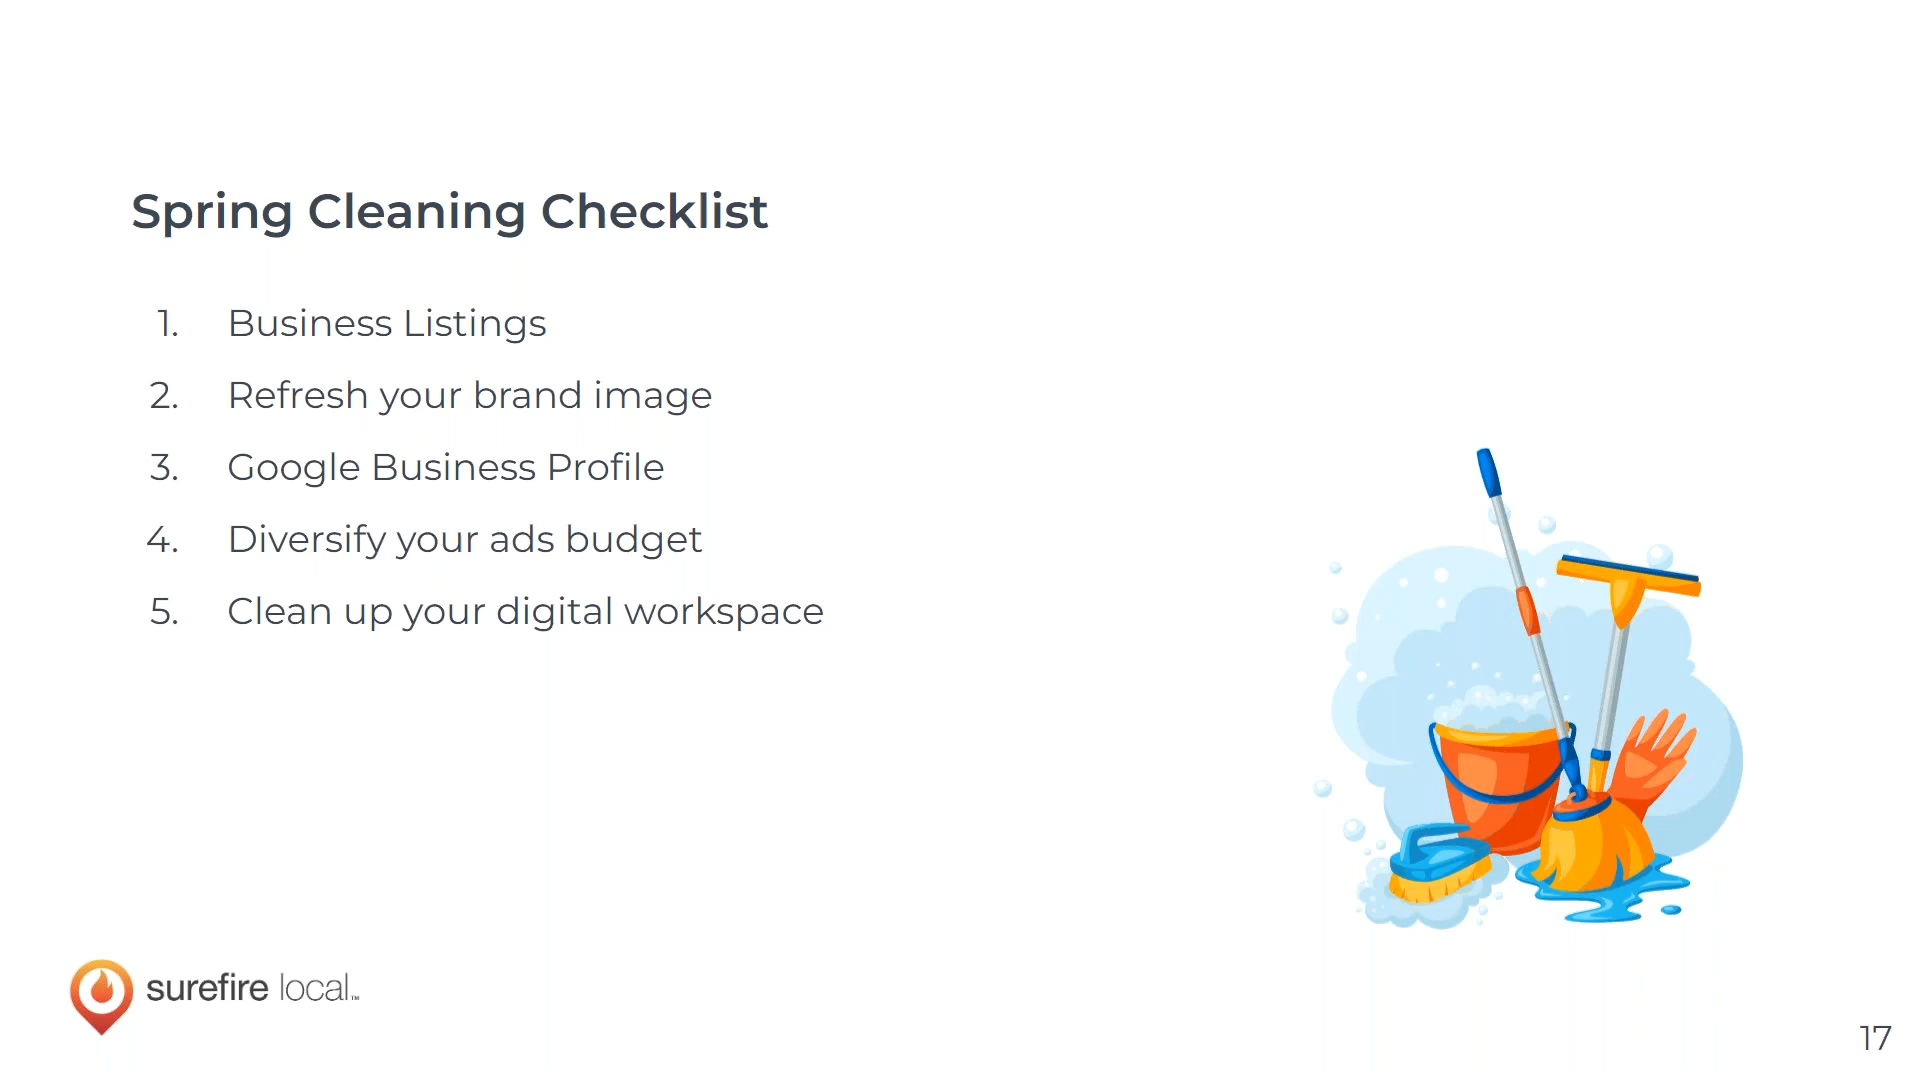 Spring Cleaning Checklist
1. Business Listings
2. Refresh your brand image
3. Google Business Profile
4. Diversify your ads budget
5. Clean up your digital workspace
surefire local™
17